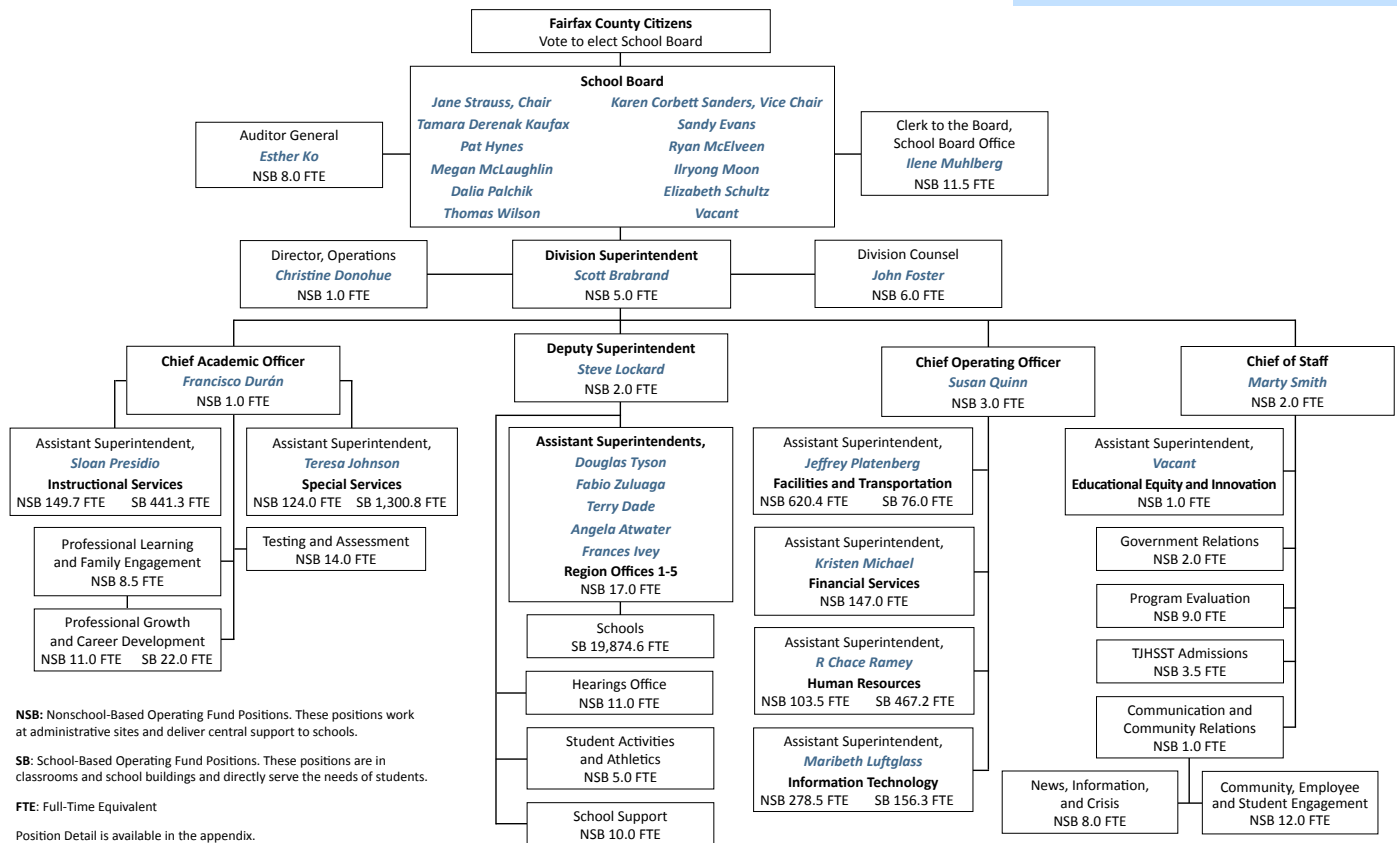 Fairfax County Citizens
Vote to elect School Board
School Board
Jane Strauss, Chair
Karen Corbett Sanders, Vice Chair
Tamara Derenak Kaufax
Sandy Evans
Pat Hynes
Ryan McElveen
Megan McLaughlin
Ilryong Moon
Dalia Palchik
Elizabeth Schultz
Thomas Wilson
Vacant
Auditor General
Esther Ko
NSB 8.0 FTE
Clerk to the Board,
School Board Office
Ilene Muhlberg
NSB 11.5 FTE
Director, Operations
Christine Donohue
NSB 1.0 FTE
Division Superintendent
Scott Brabrand
NSB 5.0 FTE
Division Counsel
John Foster
NSB 6.0 FTE
Chief Academic Officer
Francisco Durán
NSB 1.0 FTE
Deputy Superintendent
Steve Lockard
NSB 2.0 FTE
Chief Operating Officer
Susan Quinn
NSB 3.0 FTE
Chief of Staff
Marty Smith
NSB 2.0 FTE
Assistant Superintendent,
Sloan Presidio
Instructional Services
NSB 149.7 FTE SB 441.3 FTE
Assistant Superintendent,
Teresa Johnson
Special Services
NSB 124.0 FTE SB 1,300.8 FTE
Professional Learning
and Family Engagement
NSB 8.5 FTE
Testing and Assessment
NSB 14.0 FTE
Professional Growth
and Career Development
NSB 11.0 FTE SB 22.0 FTE
Assistant Superintendents,
Douglas Tyson
Fabio Zuluaga
Terry Dade
Angela Atwater
Frances Ivey
Region Offices 1-5
NSB 17.0 FTE
Schools
SB 19,874.6 FTE
Hearings Office
NSB 11.0 FTE
Student Activities
and Athletics
NSB 5.0 FTE
School Support
NSB 10.0 FTE
Assistant Superintendent,
Jeffrey Platenberg
Facilities and Transportation
NSB 620.4 FTE SB 76.0 FTE
Assistant Superintendent,
Kristen Michael
Financial Services
NSB 147.0 FTE
Assistant Superintendent,
R Chace Ramey
Human Resources
NSB 103.5 FTE SB 467.2 FTE
Assistant Superintendent,
Maribeth Luftglass
Information Technology
NSB 278.5 FTE SB 156.3 FTE
Assistant Superintendent,
Vacant
Educational Equity and Innovation
NSB 1.0 FTE
Government Relations
NSB 2.0 FTE
Program Evaluation
NSB 9.0 FTE
TJHSST Admissions
NSB 3.5 FTE
Communication and
Community Relations
NSB 1.0 FTE
News, Information,
and Crisis
NSB 8.0 FTE
Community, Employee
and Student Engagement
NSB 12.0 FTE
NSB: Nonschool-Based Operating Fund Positions. These positions work
at administrative sites and deliver central support to schools.
SB: School-Based Operating Fund Positions. These positions are in
classrooms and school buildings and directly serve the needs of students.
FTE: Full-Time Equivalent
Position Detail is available in the appendix.